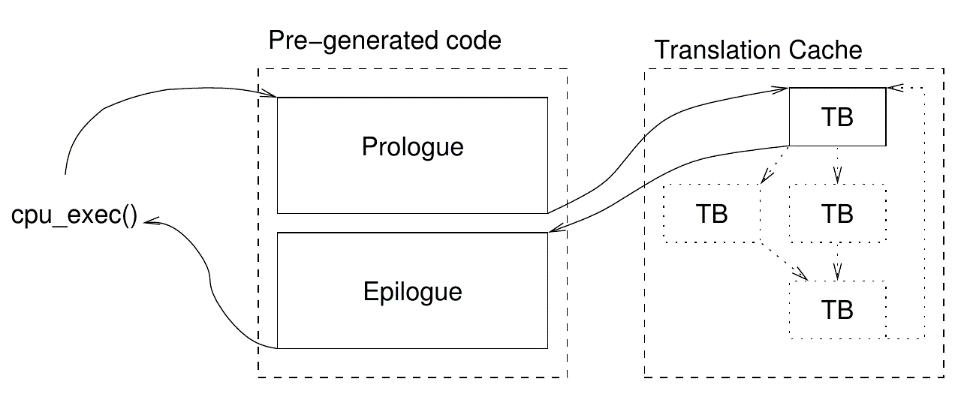 Pre-generated code
Translation Cache
Prologue
TB
cpu_exec()
TB
TB
Epilogue
TB